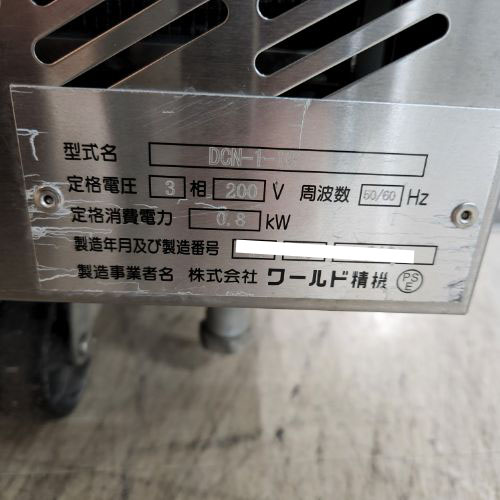 型式名 DCN-1-
定格電圧 3 相 200 V 周波数 50/60 Hz
定格消費電力 0.8 kW
製造年月及び製造番号
製造事業者名 株式会社 ワールド精機 PSE